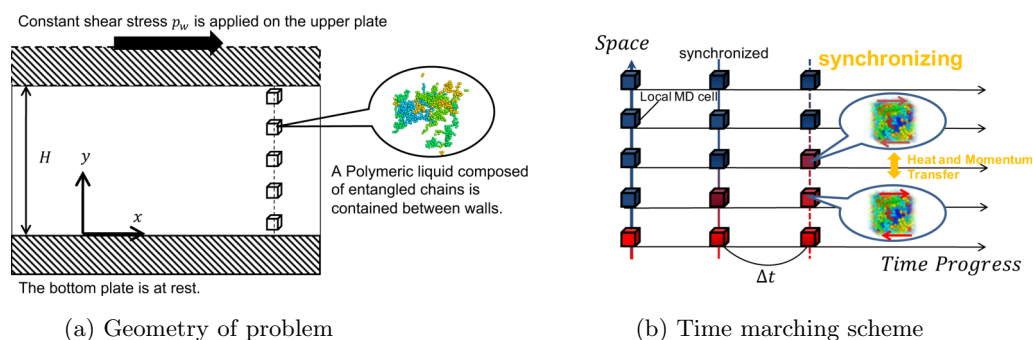 Constant shear stress p_w is applied on the upper plate
H
y
x
A Polymeric liquid composed
of entangled chains is
contained between walls.
The bottom plate is at rest.
(a) Geometry of problem
Space
synchronized
synchronizing
Local MD cell
Heat and Momentum
Transfer
Δt
Time Progress
(b) Time marching scheme